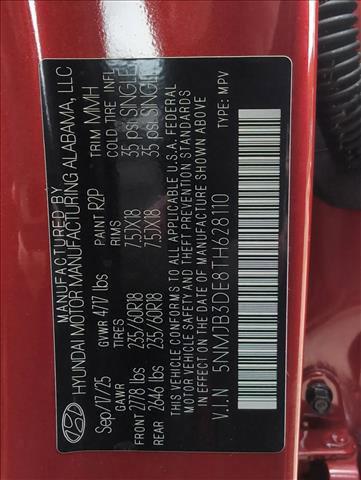 MANUFACTURED BY
HYUNDAI MOTOR MANUFACTURING ALABAMA, LLC
Sep/17/25 GVWR 4717 lbs PAINT R2P TRIM MMH
GAWR TIRES RIMS COLD TIRE INFL
FRONT 2778 lbs 235/60R18 7.5JX18 35 psi SINGLE
REAR 2646 lbs 235/60R18 7.5JX18 35 psi SINGLE
THIS VEHICLE CONFORMS TO ALL APPLICABLE U.S.A. FEDERAL
MOTOR VEHICLE SAFETY AND THEFT PREVENTION STANDARDS
IN EFFECT ON THE DATE OF MANUFACTURE SHOWN ABOVE.
V.I.N 5NMJB3DE8TH628110 TYPE: MPV